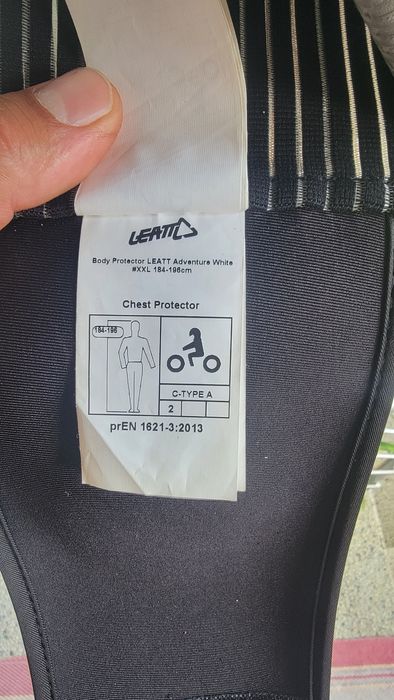 LEATT
Body Protector LEATT Adventure White
#XXL 184-196cm
Chest Protector
184-196
C-TYPE A
2
prEN 1621-3:2013